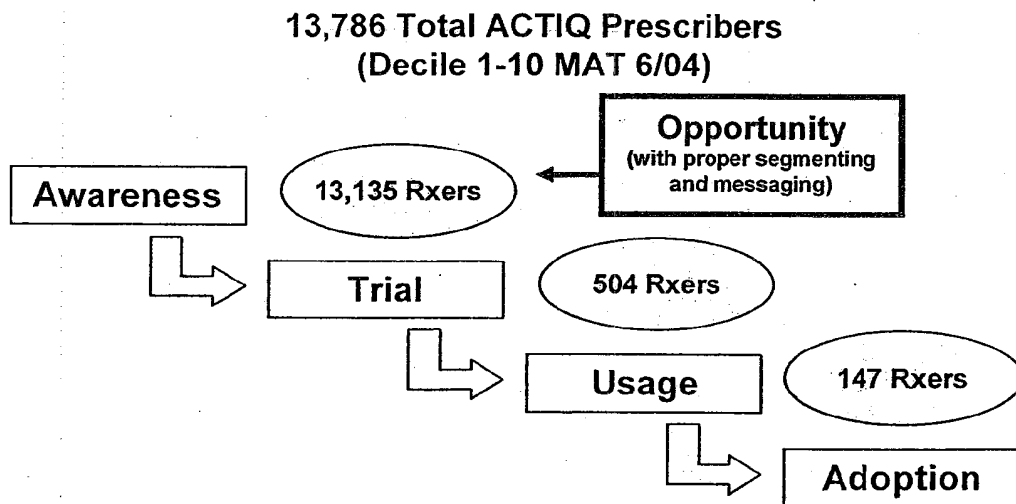 13,786 Total ACTIQ Prescribers
(Decile 1-10 MAT 6/04)
Opportunity
(with proper segmenting
and messaging)
Awareness
13,135 Rxers
Trial
504 Rxers
Usage
147 Rxers
Adoption